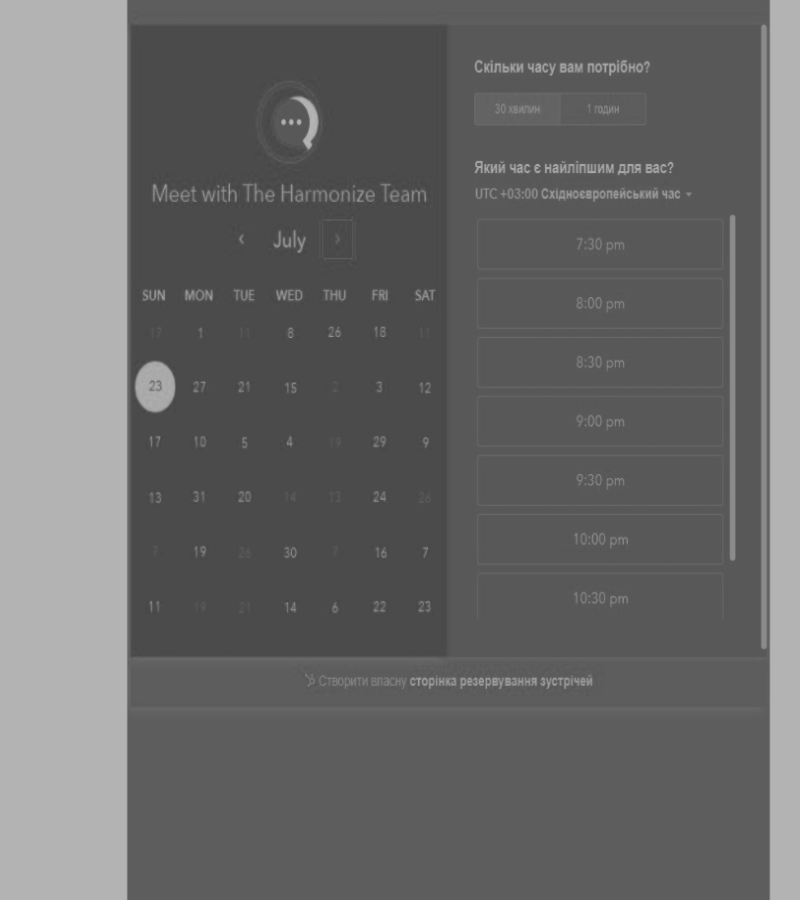 Meet with The Harmonize Team
‹ July ›
SUN MON TUE WED THU FRI SAT
17 1 11 8 26 18 11
23 27 21 15 2 3 12
17 10 5 4 19 29 9
13 31 20 14 13 24 26
7 19 26 30 7 16 7
11 19 21 14 6 22 23
Скільки часу вам потрібно?
30 хвилин 1 годин
Який час є найліпшим для вас?
UTC +03:00 Східноєвропейський час
7:30 pm
8:00 pm
8:30 pm
9:00 pm
9:30 pm
10:00 pm
10:30 pm
Створити власну сторінка резервування зустрічей